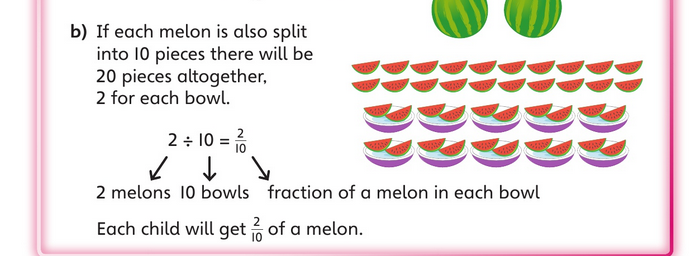 b) If each melon is also split
into 10 pieces there will be
20 pieces altogether,
2 for each bowl.
2 ÷ 10 = 2/10
2 melons 10 bowls fraction of a melon in each bowl
Each child will get 2/10 of a melon.